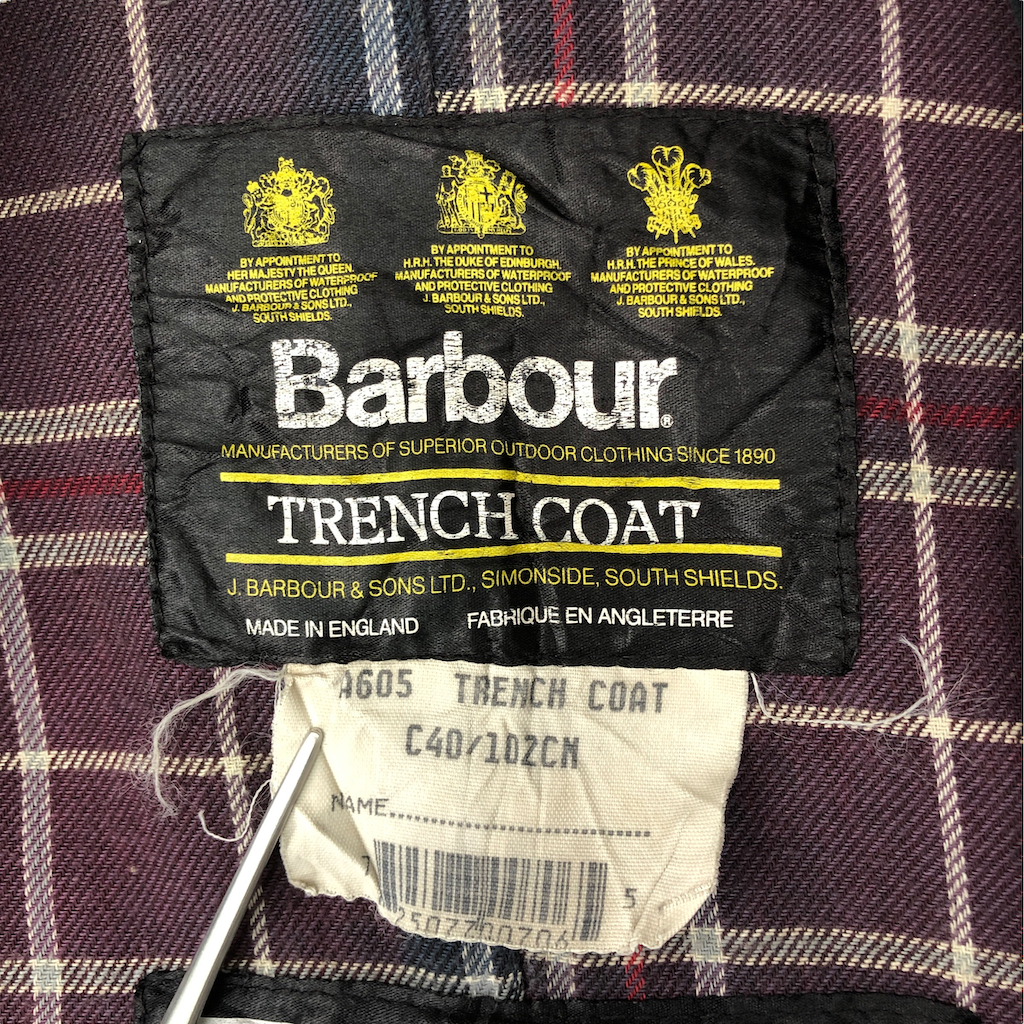 BY APPOINTMENT TO
HER MAJESTY THE QUEEN.
MANUFACTURERS OF WATERPROOF
AND PROTECTIVE CLOTHING
J. BARBOUR & SONS LTD.,
SOUTH SHIELDS.
BY APPOINTMENT TO
H.R.H. THE DUKE OF EDINBURGH.
MANUFACTURERS OF WATERPROOF
AND PROTECTIVE CLOTHING
J. BARBOUR & SONS LTD.,
SOUTH SHIELDS.
BY APPOINTMENT TO
H.R.H. THE PRINCE OF WALES.
MANUFACTURERS OF WATERPROOF
AND PROTECTIVE CLOTHING
J. BARBOUR & SONS LTD.,
SOUTH SHIELDS.
Barbour®
MANUFACTURERS OF SUPERIOR OUTDOOR CLOTHING SINCE 1890
TRENCH COAT
J. BARBOUR & SONS LTD., SIMONSIDE, SOUTH SHIELDS.
MADE IN ENGLAND FABRIQUE EN ANGLETERRE
A605 TRENCH COAT
C40/102CM
NAME
7 5